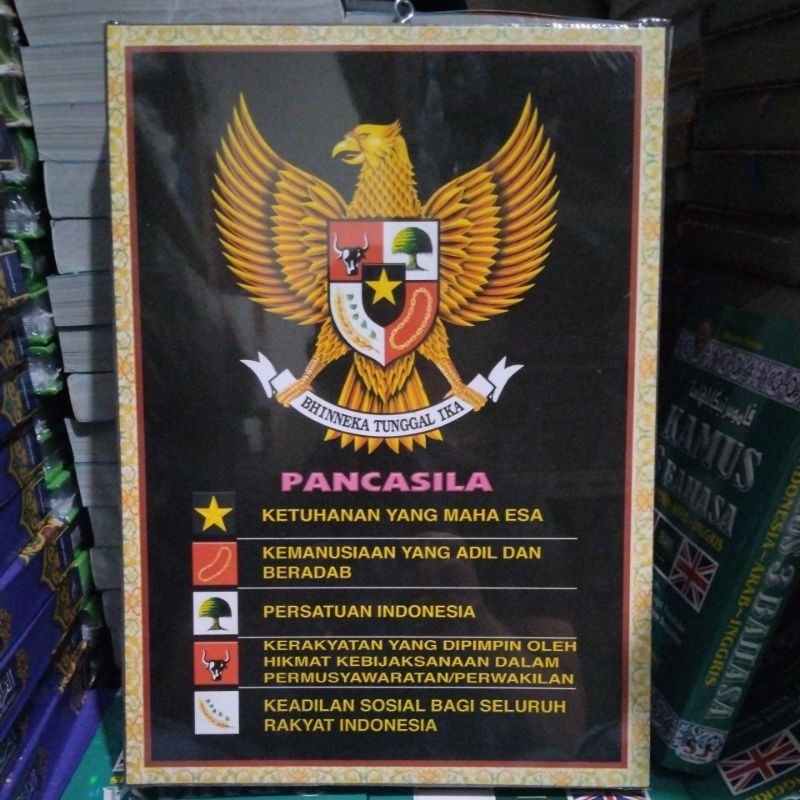 BHINNEKA TUNGGAL IKA
PANCASILA
KETUHANAN YANG MAHA ESA
KEMANUSIAAN YANG ADIL DAN
BERADAB
PERSATUAN INDONESIA
KERAKYATAN YANG DIPIMPIN OLEH
HIKMAT KEBIJAKSANAAN DALAM
PERMUSYAWARATAN/PERWAKILAN
KEADILAN SOSIAL BAGI SELURUH
RAKYAT INDONESIA
KAMUS
3 BAHASA
INDONESIA-ARAB-INGGRIS